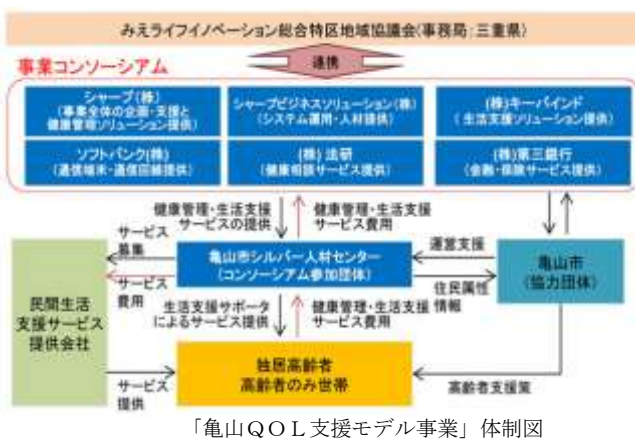 みえライフイノベーション総合特区地域協議会(事務局:三重県)
連携
事業コンソーシアム
シャープ(株)
(事業全体の企画・支援と
健康管理ソリューション提供)
シャープビジネスソリューション(株)
(システム運用・人材提供)
(株)キーバインド
(生活支援ソリューション提供)
ソフトバンク(株)
(通信端末・通信回線提供)
(株)法研
(健康相談サービス提供)
(株)第三銀行
(金融・保険サービス提供)
健康管理・生活支援
サービスの提供
健康管理・生活支援
サービス費用
サービス
募集
亀山市シルバー人材センター
(コンソーシアム参加団体)
運営支援
亀山市
(協力団体)
サービス
費用
住民属性
情報
民間生活
支援サービス
提供会社
生活支援サポータ
によるサービス提供
健康管理・生活支援
サービス費用
独居高齢者
高齢者のみ世帯
サービス
提供
高齢者支援策
「亀山QOL支援モデル事業」体制図